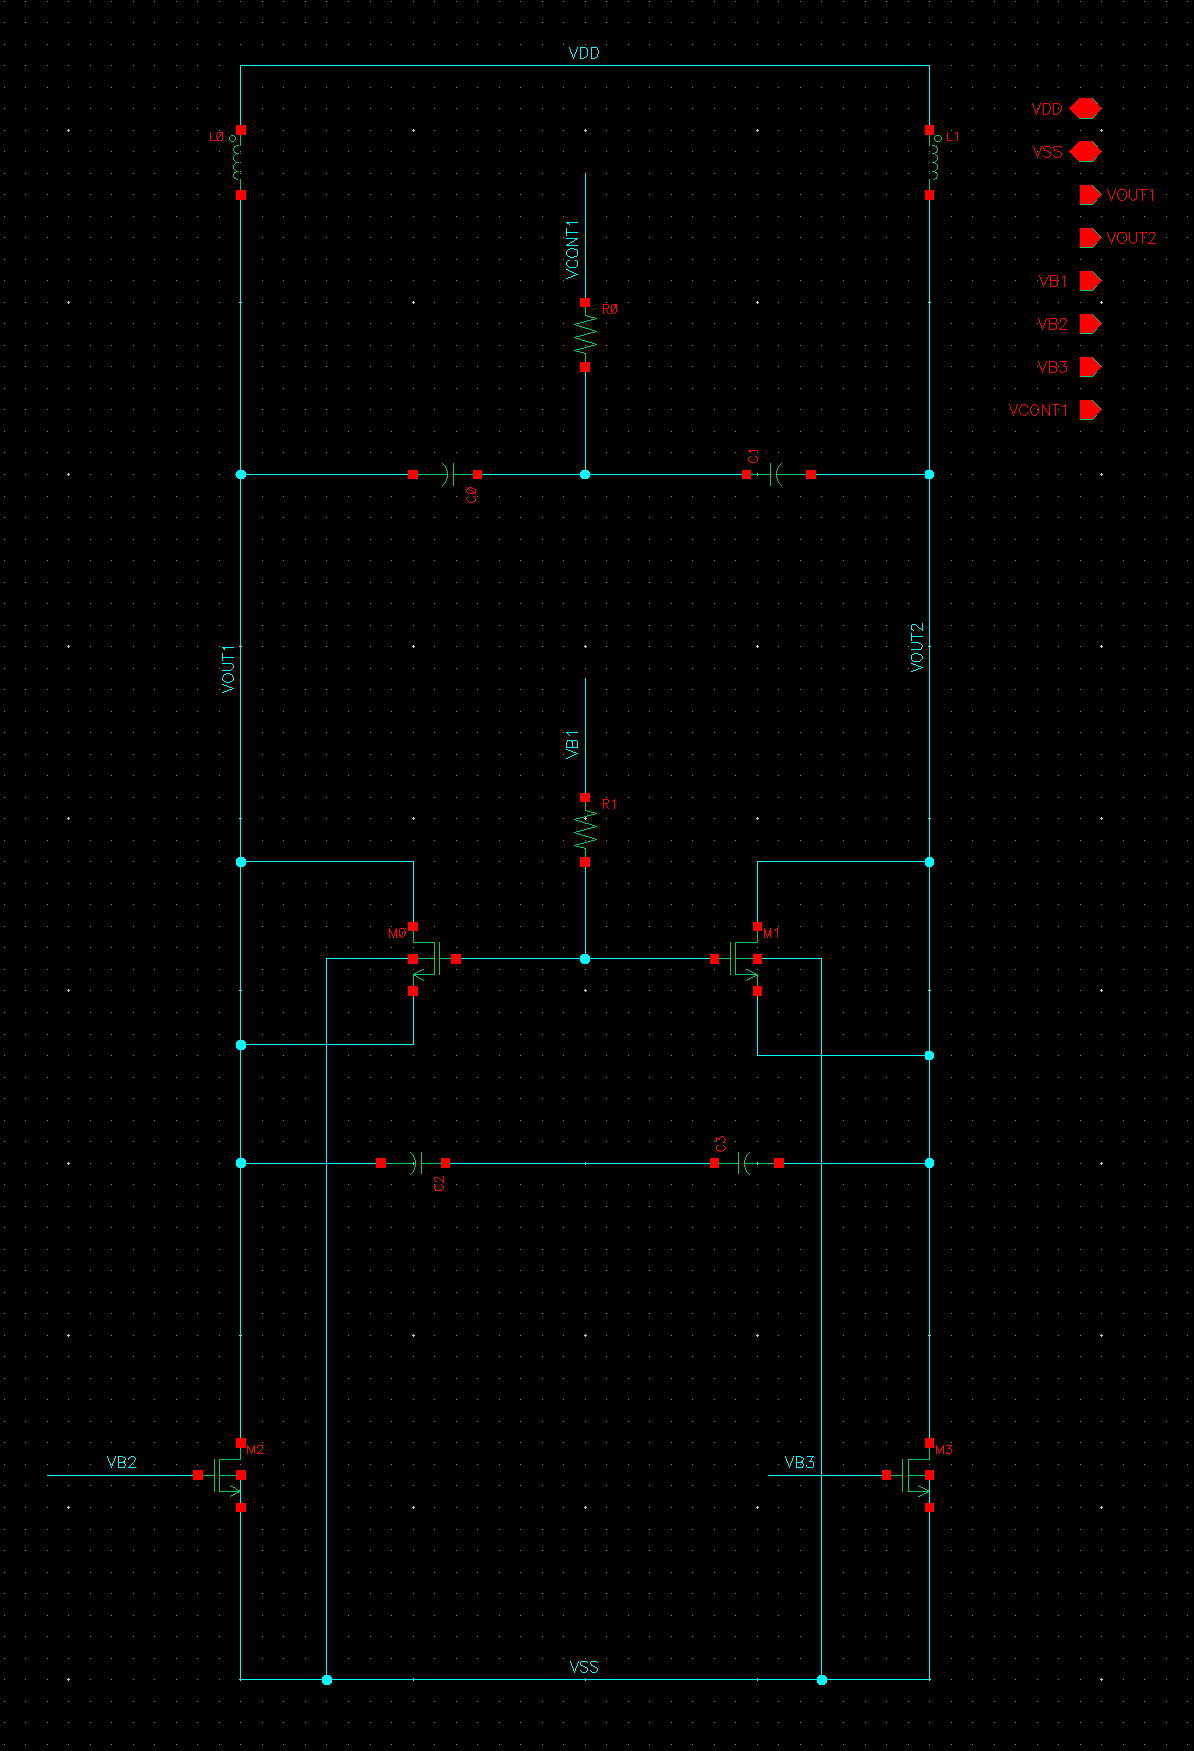 VDD
VDD
L0
L1
VSS
VOUT1
VOUT2
VCONT1
VB1
R0
VB2
VB3
VCONT1
C1
C0
VOUT1
VOUT2
VB1
R1
M0
M1
C3
C2
M2
M3
VB2
VB3
VSS